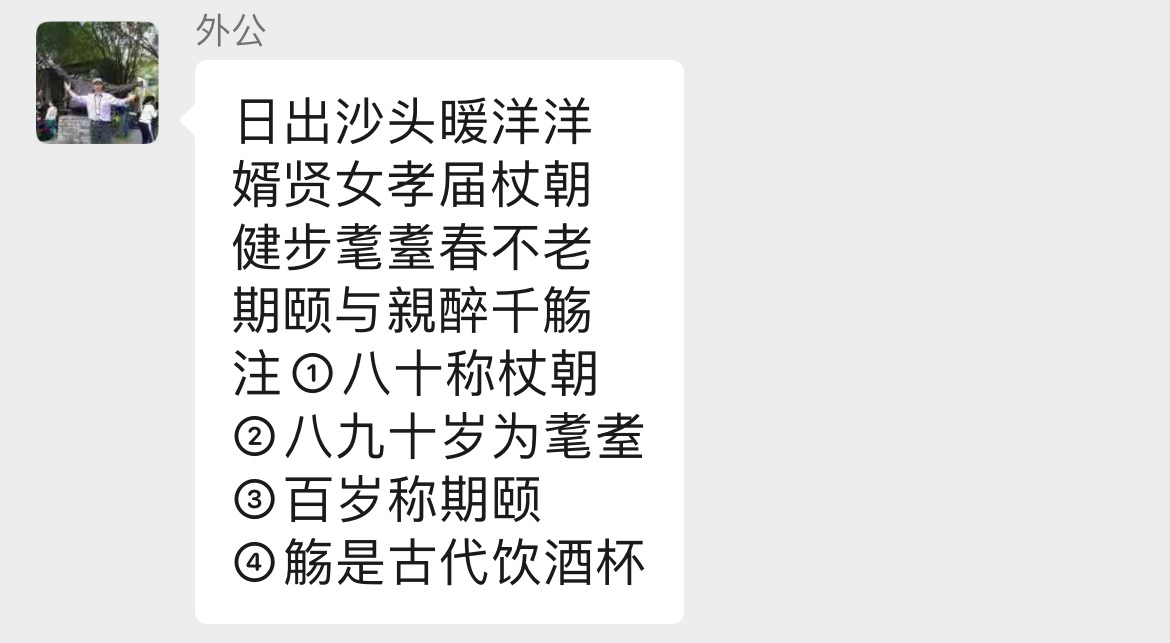 外公
日出沙头暖洋洋
婿贤女孝届杖朝
健步耄耋春不老
期颐与親醉千觞
注①八十称杖朝
②八九十岁为耄耊
③百岁称期颐
④觞是古代饮酒杯